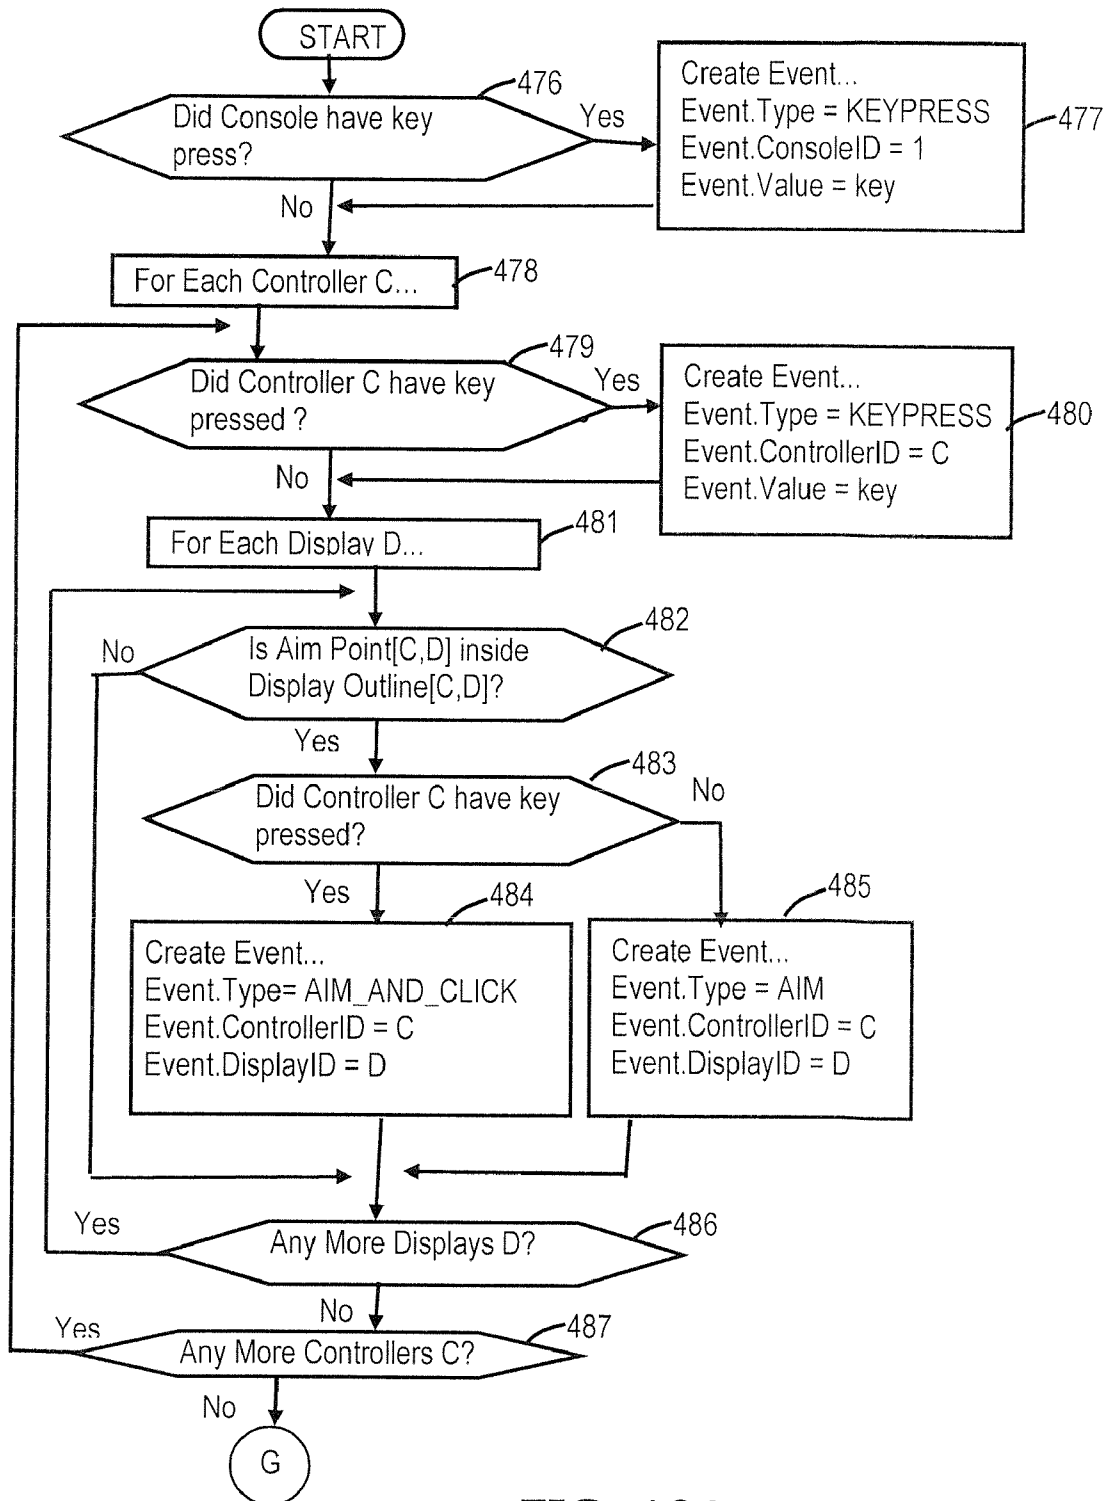 START
476
Did Console have key
press?
Yes
Create Event...
Event.Type = KEYPRESS
Event.ConsoleID = 1
Event.Value = key
477
No
For Each Controller C...
478
479
Did Controller C have key
pressed ?
Yes
Create Event...
Event.Type = KEYPRESS
Event.ControllerID = C
Event.Value = key
480
No
For Each Display D...
481
482
No
Is Aim Point[C,D] inside
Display Outline[C,D]?
Yes
483
Did Controller C have key
pressed?
No
Yes
484
485
Create Event...
Event.Type= AIM_AND_CLICK
Event.ControllerID = C
Event.DisplayID = D
Create Event...
Event.Type = AIM
Event.ControllerID = C
Event.DisplayID = D
Yes
Any More Displays D?
486
No
Yes
Any More Controllers C?
487
No
G